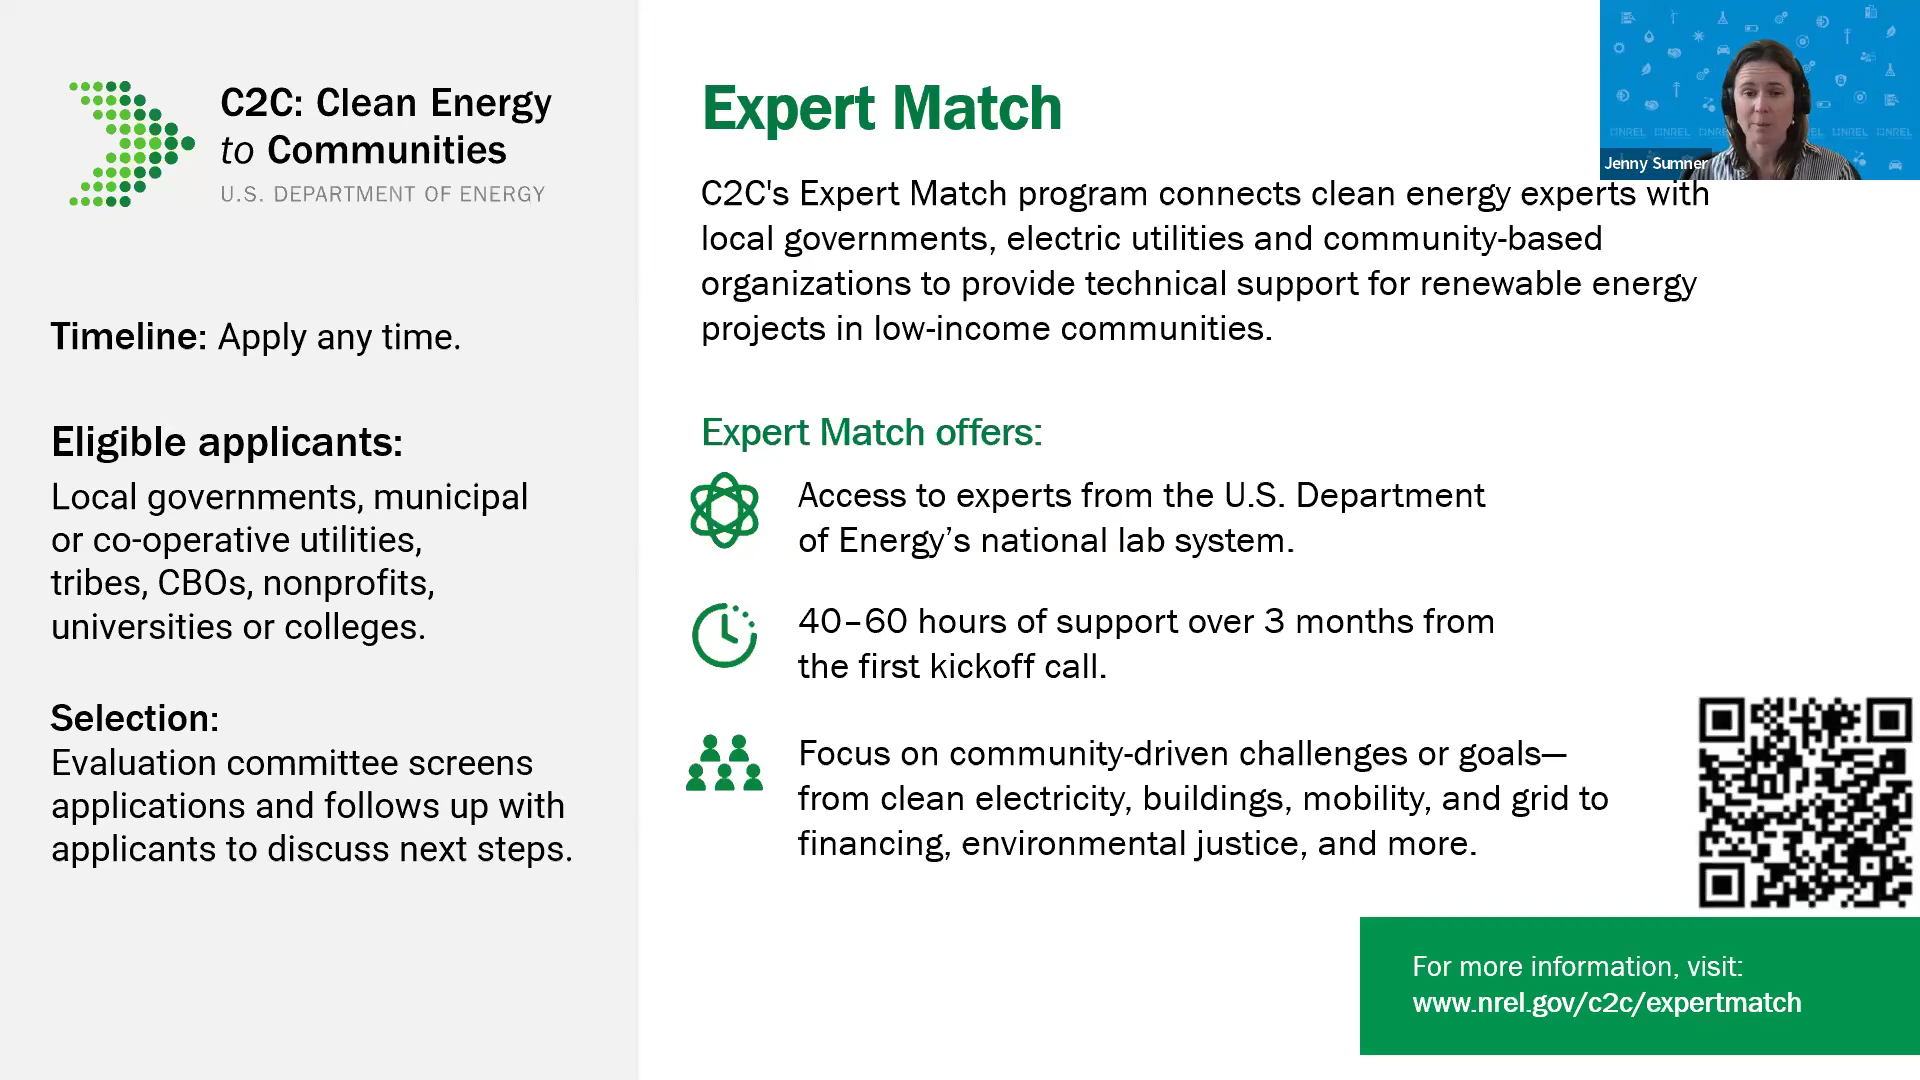 C2C: Clean Energy
to Communities
U.S. DEPARTMENT OF ENERGY
Timeline: Apply any time.
Eligible applicants:
Local governments, municipal
or co-operative utilities,
tribes, CBOs, nonprofits,
universities or colleges.
Selection:
Evaluation committee screens
applications and follows up with
applicants to discuss next steps.
Expert Match
C2C's Expert Match program connects clean energy experts with
local governments, electric utilities and community-based
organizations to provide technical support for renewable energy
projects in low-income communities.
Expert Match offers:
Access to experts from the U.S. Department
of Energy’s national lab system.
40–60 hours of support over 3 months from
the first kickoff call.
Focus on community-driven challenges or goals—
from clean electricity, buildings, mobility, and grid to
financing, environmental justice, and more.
NREL NREL NREL NREL NREL
Jenny Sumner
For more information, visit:
www.nrel.gov/c2c/expertmatch